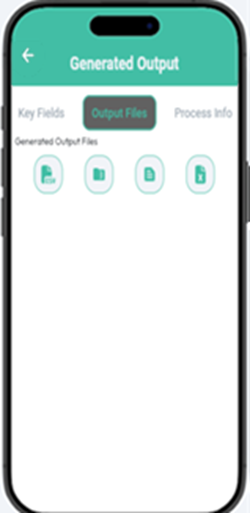 Generated Output
Key Fields
Output Files
Process Info
Generated Output Files